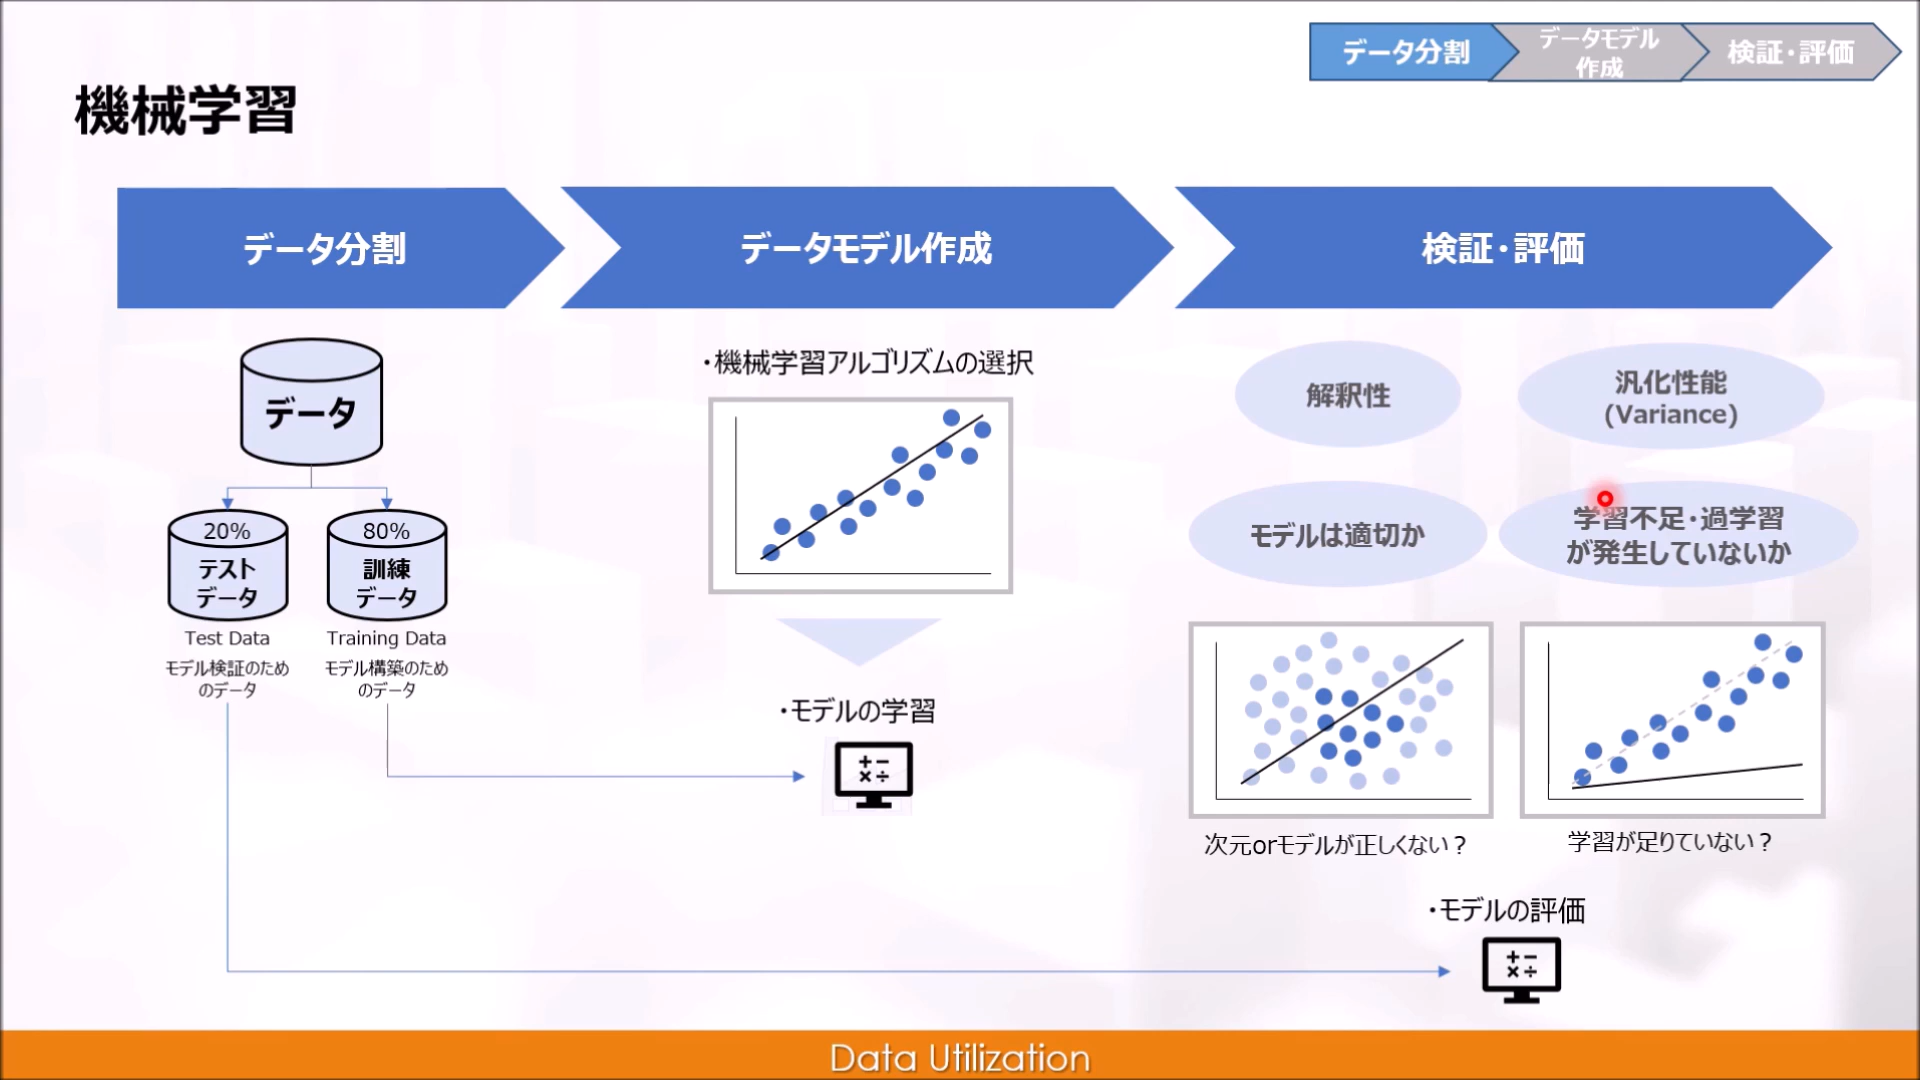 データ分割
データモデル
作成
検証・評価
機械学習
データ分割
データモデル作成
検証・評価
データ
20%
テスト
データ
80%
訓練
データ
Test Data
モデル検証のため
のデータ
Training Data
モデル構築のため
のデータ
・機械学習アルゴリズムの選択
・モデルの学習
+−
×÷
解釈性
汎化性能
(Variance)
モデルは適切か
学習不足・過学習
が発生していないか
次元orモデルが正しくない？
学習が足りていない？
・モデルの評価
+−
×÷
Data Utilization